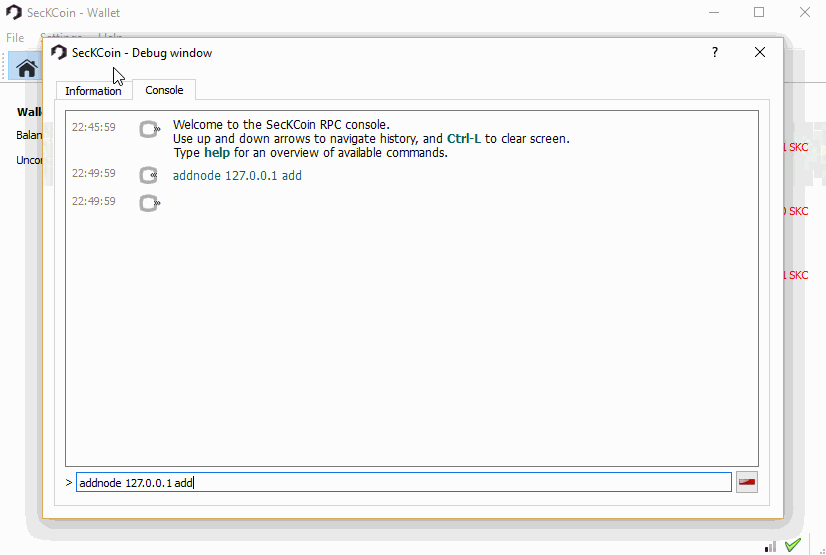 SecKCoin - Wallet
File Settings Help
SecKCoin - Debug window
?
Information Console
Wall
Balan
Uncon
22:45:59 Welcome to the SecKCoin RPC console.
Use up and down arrows to navigate history, and Ctrl-L to clear screen.
Type help for an overview of available commands.
22:49:59 addnode 127.0.0.1 add
22:49:59
1 SKC
0 SKC
1 SKC
> addnode 127.0.0.1 add